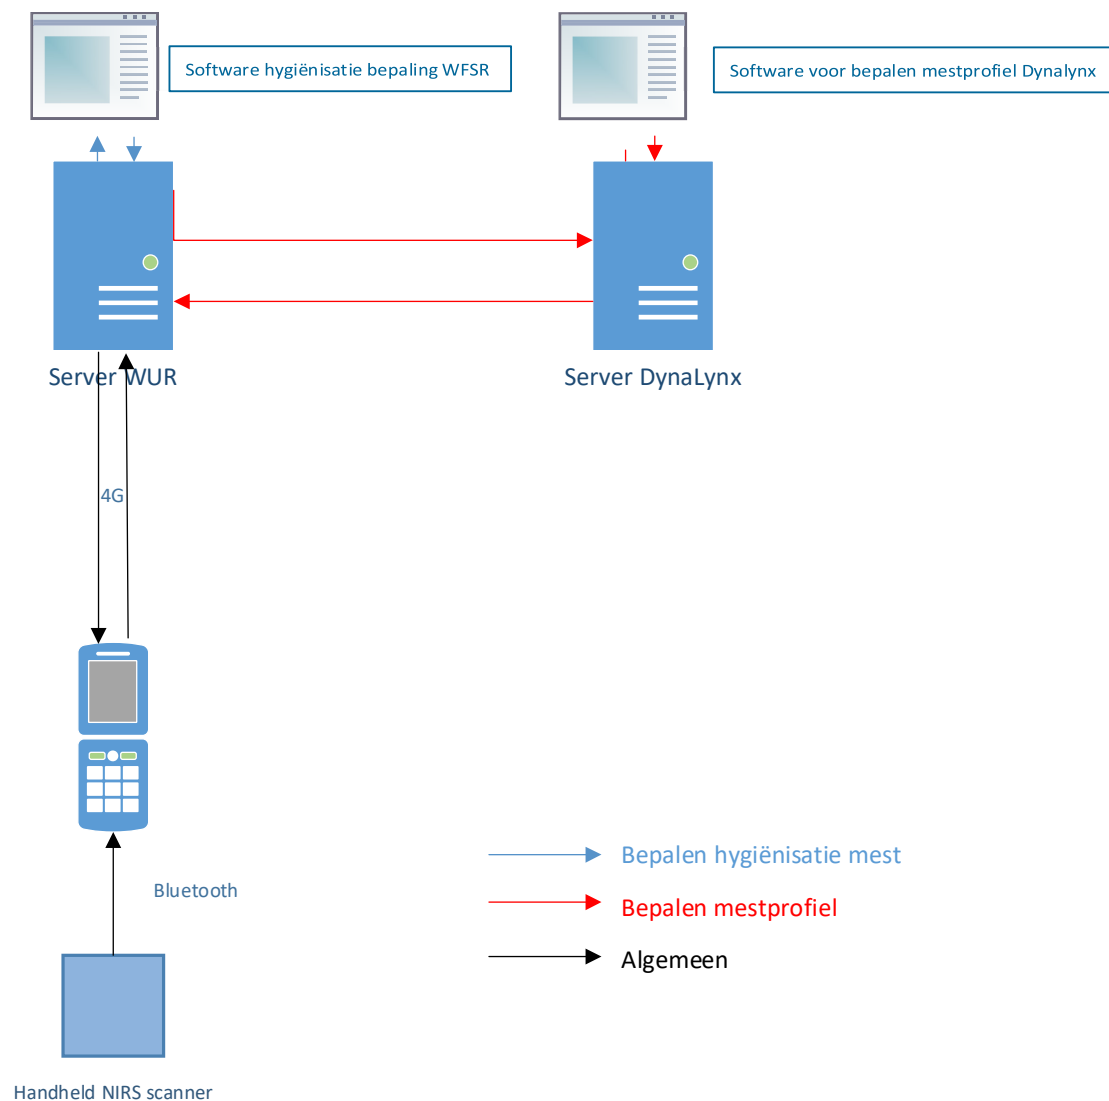 Software hygiënisatie bepaling WFSR
Software voor bepalen mestprofiel Dynalynx
Server WUR
Server DynaLynx
4G
Bluetooth
Bepalen hygiënisatie mest
Bepalen mestprofiel
Algemeen
Handheld NIRS scanner